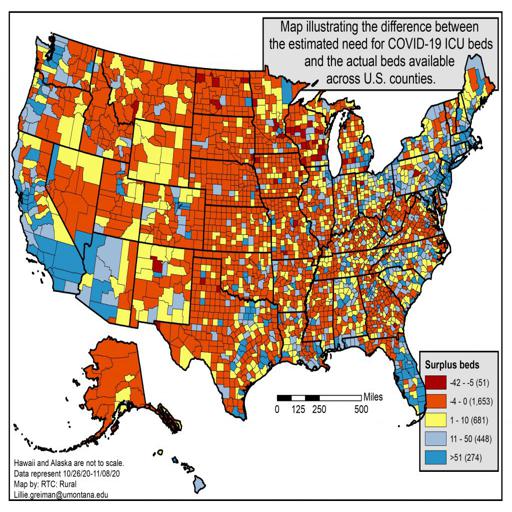 Map illustrating the difference between
the estimated need for COVID-19 ICU beds
and the actual beds available
across U.S. counties.
Surplus beds
-42 - -5 (51)
-4 - 0 (1,653)
1 - 10 (681)
11 - 50 (448)
>51 (274)
Miles
0 125 250 500
Hawaii and Alaska are not to scale.
Data represent 10/26/20-11/08/20
Map by: RTC: Rural
Lillie.greiman@umontana.edu